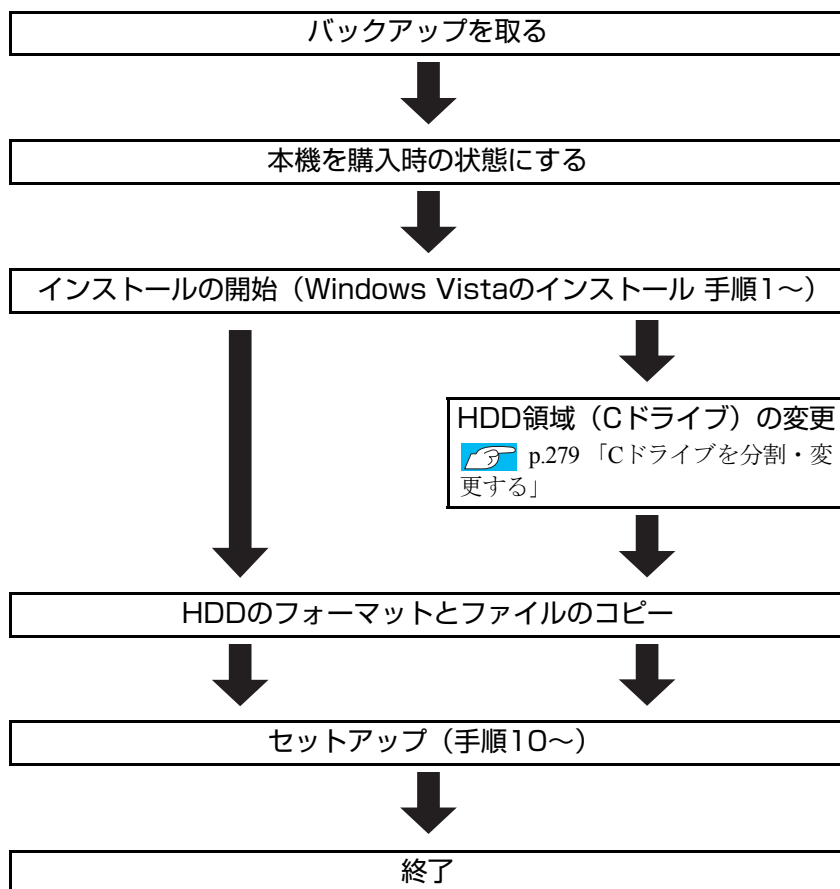 バックアップを取る
本機を購入時の状態にする
インストールの開始（Windows Vistaのインストール 手順1～）
HDD領域（Cドライブ）の変更
p.279 「Cドライブを分割・変
更する」
HDDのフォーマットとファイルのコピー
セットアップ（手順10～）
終了